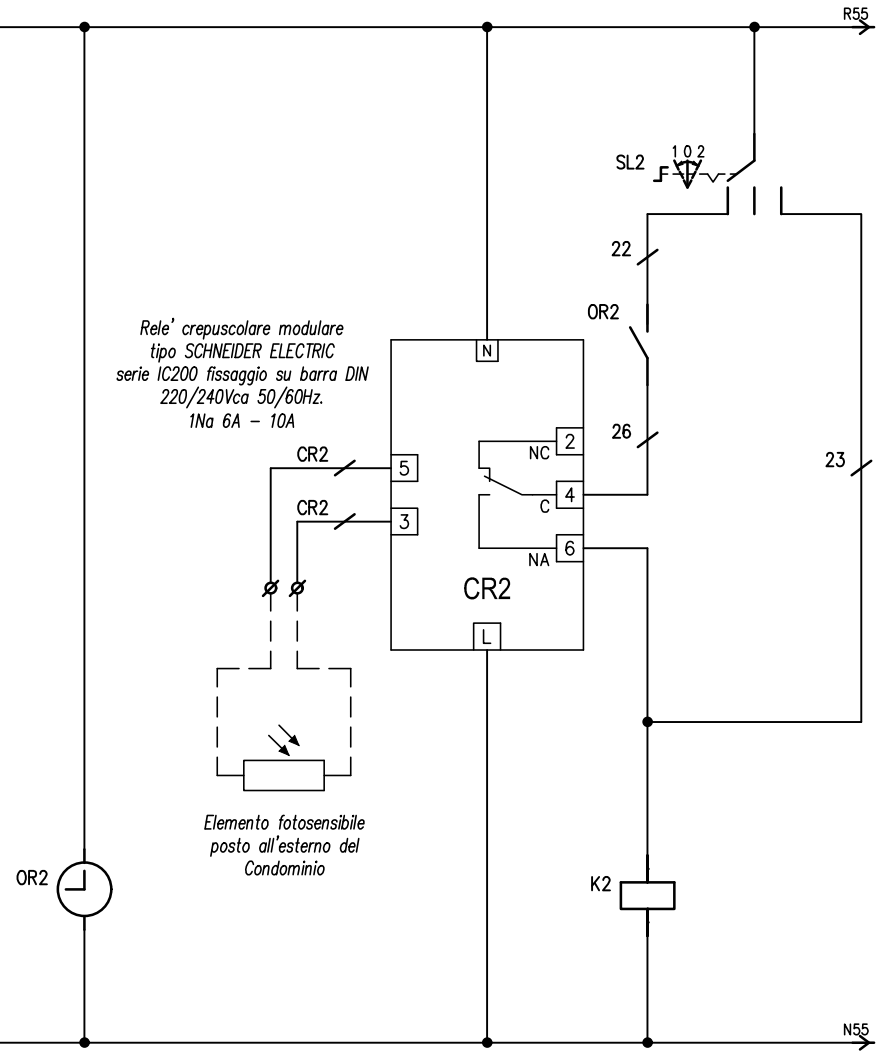 R55
1 0 2
SL2
22
OR2
Rele' crepuscolare modulare
tipo SCHNEIDER ELECTRIC
serie IC200 fissaggio su barra DIN
220/240Vca 50/60Hz.
1Na 6A - 10A
N
2
NC
26
CR2
5
4
C
23
CR2
3
6
NA
CR2
L
Elemento fotosensibile
posto all'esterno del
Condominio
OR2
K2
N55